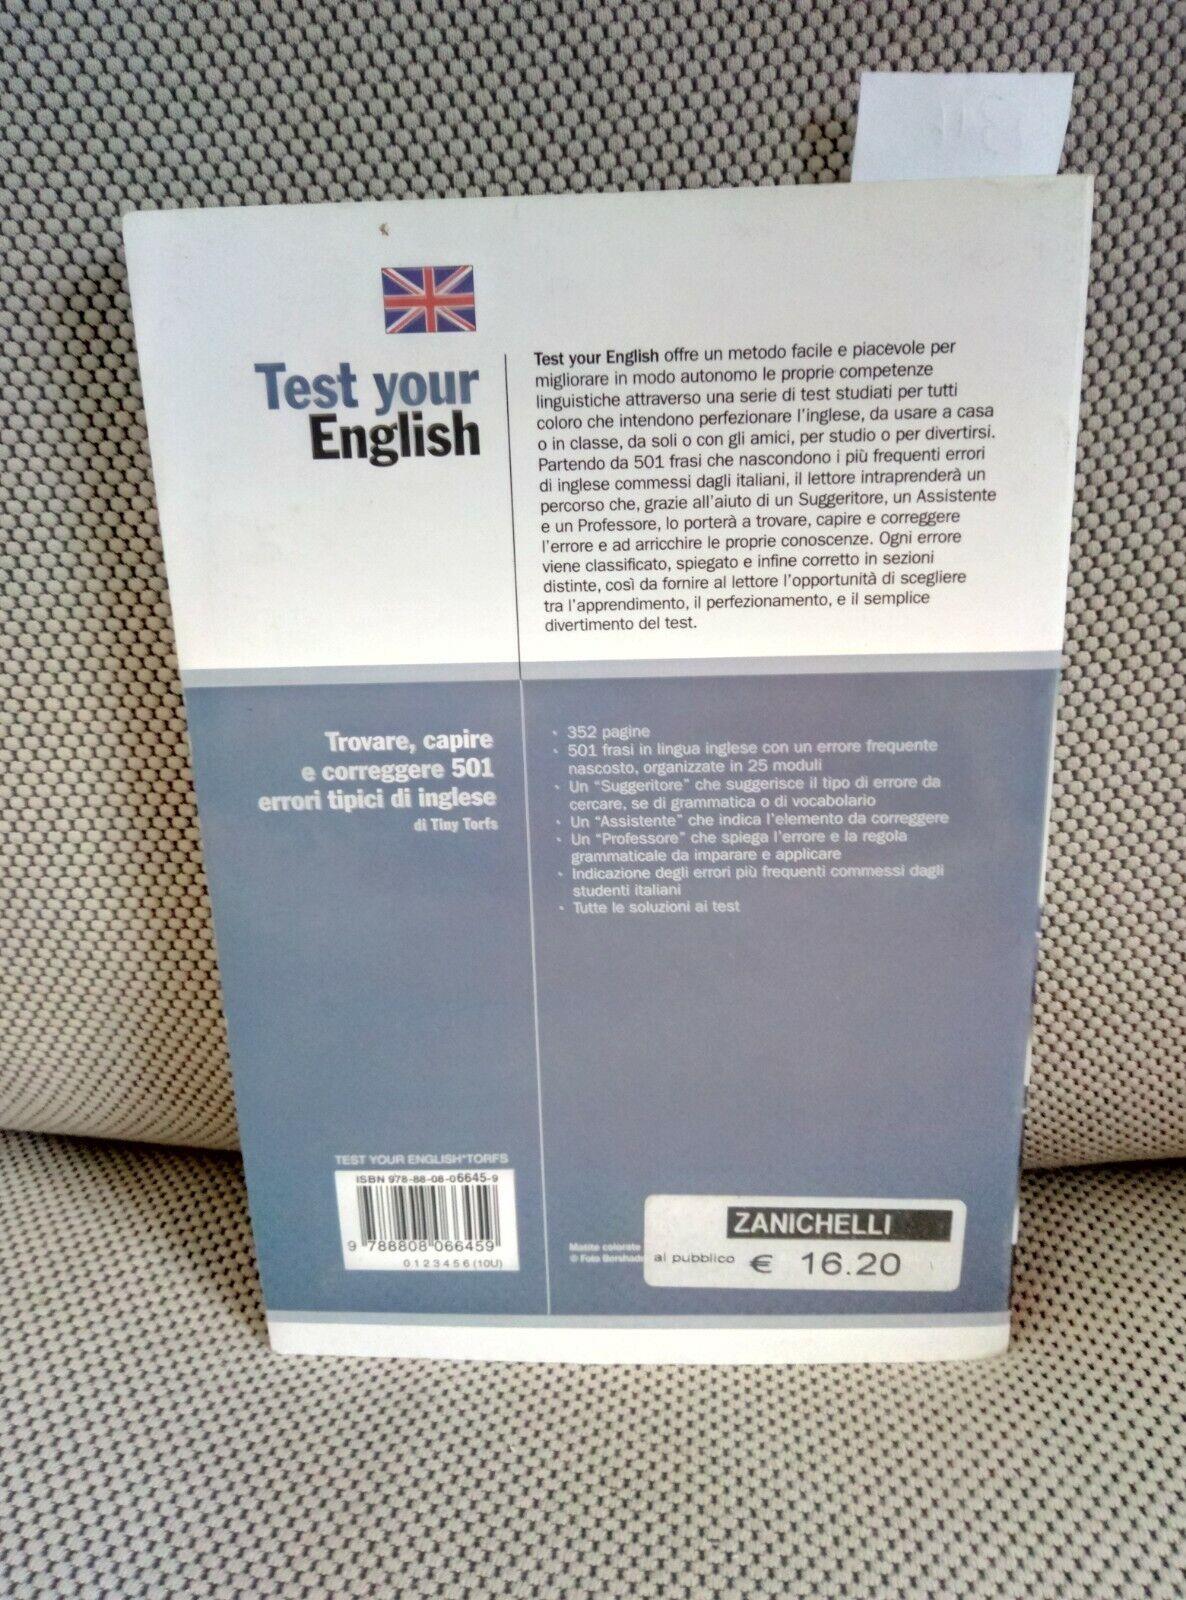 Test your
English
Test your English offre un metodo facile e piacevole per
migliorare in modo autonomo le proprie competenze
linguistiche attraverso una serie di test studiati per tutti
coloro che intendono perfezionare l'inglese, da usare a casa
o in classe, da soli o con gli amici, per studio o per divertirsi.
Partendo da 501 frasi che nascondono i più frequenti errori
di inglese commessi dagli italiani, il lettore intraprenderà un
percorso che, grazie all'aiuto di un Suggeritore, un Assistente
e un Professore, lo porterà a trovare, capire e correggere
l'errore e ad arricchire le proprie conoscenze. Ogni errore
viene classificato, spiegato e infine corretto in sezioni
distinte, così da fornire al lettore l'opportunità di scegliere
tra l'apprendimento, il perfezionamento, e il semplice
divertimento del test.
Trovare, capire
e correggere 501
errori tipici di inglese
di Tiny Torfs
• 352 pagine
• 501 frasi in lingua inglese con un errore frequente
nascosto, organizzate in 25 moduli
• Un "Suggeritore" che suggerisce il tipo di errore da
cercare, se di grammatica o di vocabolario
• Un "Assistente" che indica l'elemento da correggere
• Un "Professore" che spiega l'errore e la regola
grammaticale da imparare e applicare
• Indicazione degli errori più frequenti commessi dagli
studenti italiani
• Tutte le soluzioni ai test
TEST YOUR ENGLISH*TORFS
ISBN 978-88-08-06645-9
9 788808 066459
0 1 2 3 4 5 6 (10U)
Matite colorate
© Foto
ZANICHELLI
al pubblico € 16.20